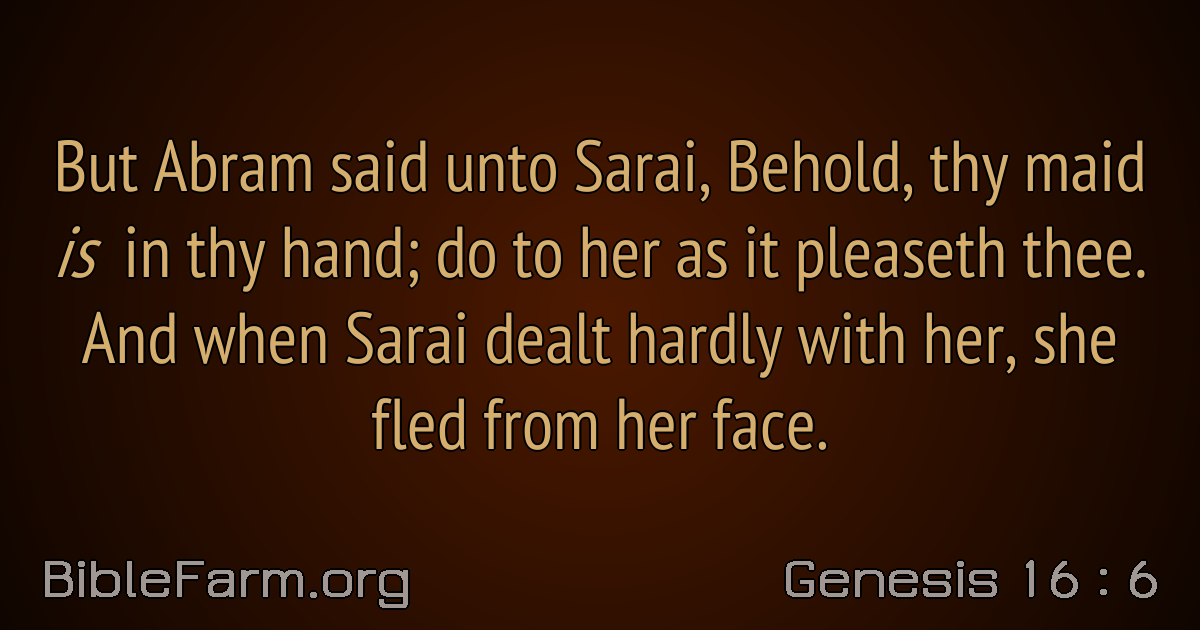 But Abram said unto Sarai, Behold, thy maid
is in thy hand; do to her as it pleaseth thee.
And when Sarai dealt hardly with her, she
fled from her face.
BibleFarm.org
Genesis 16 : 6